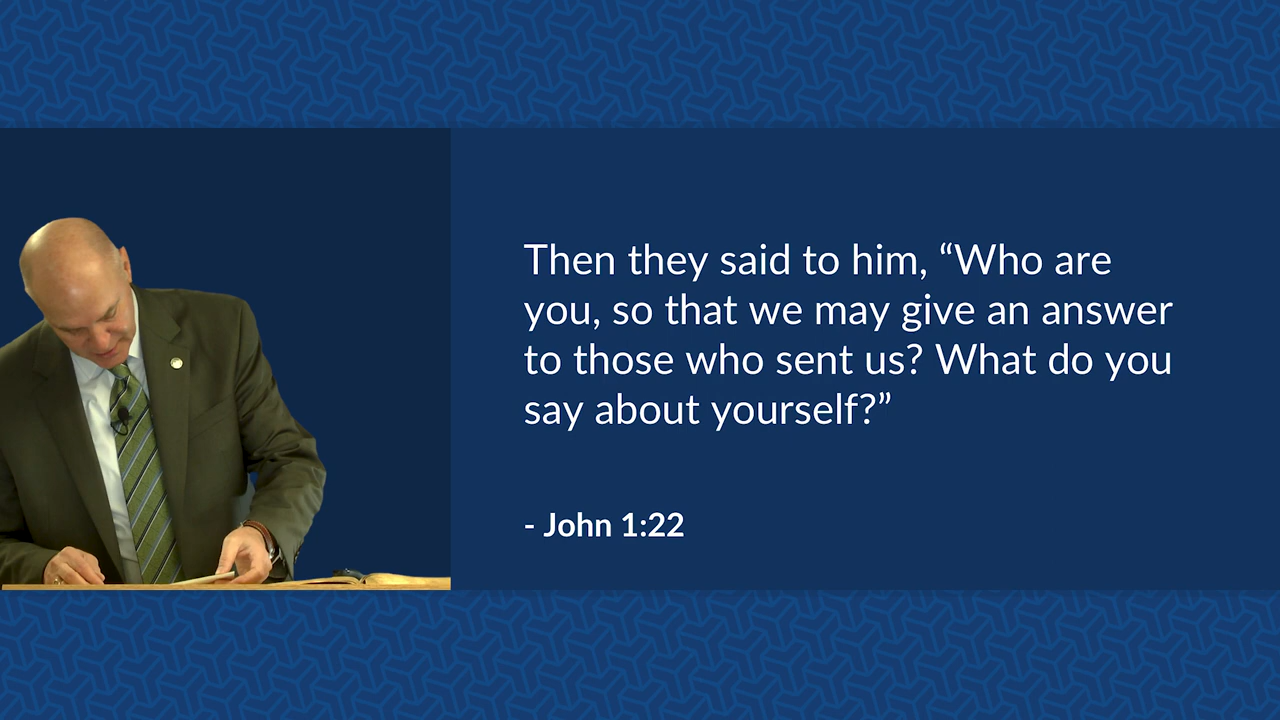 Then they said to him, “Who are
you, so that we may give an answer
to those who sent us? What do you
say about yourself?”
- John 1:22